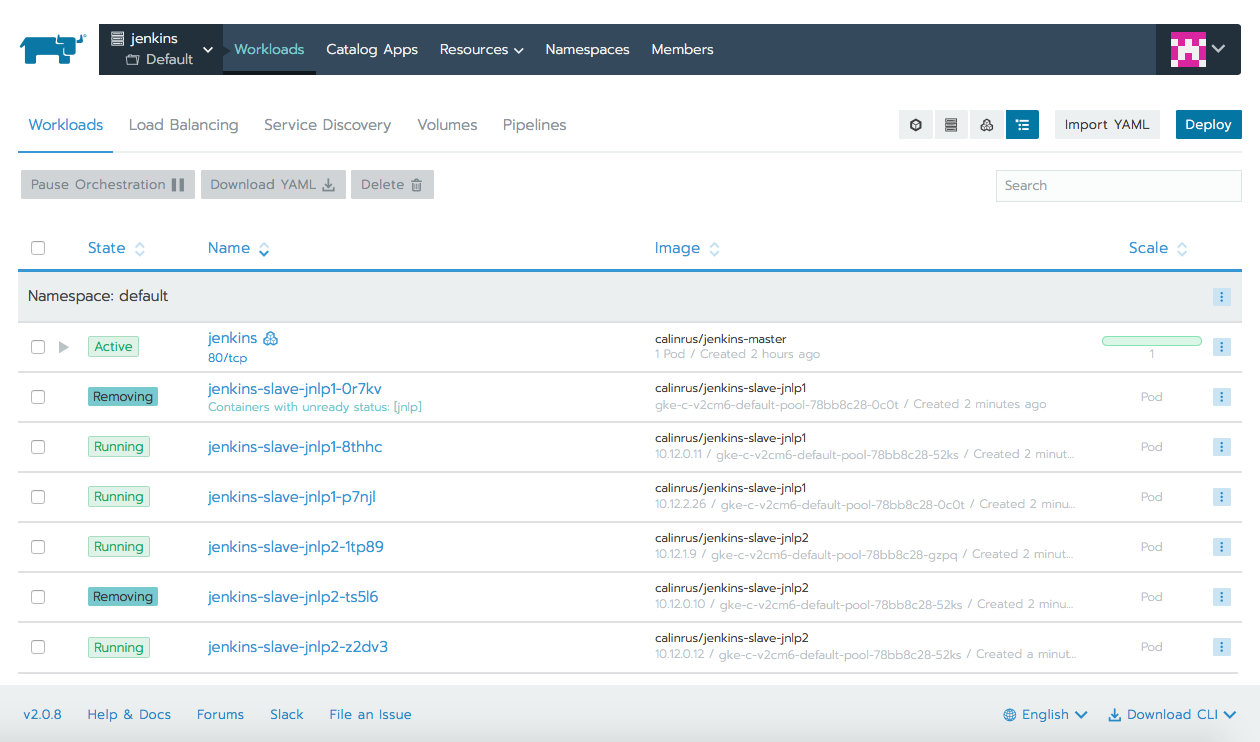 jenkins
Default
Workloads Catalog Apps Resources Namespaces Members
Workloads Load Balancing Service Discovery Volumes Pipelines Import YAML Deploy
Pause Orchestration Download YAML Delete Search
State Name Image Scale
Namespace: default
Active jenkins calinrus/jenkins-master
80/tcp 1 Pod / Created 2 hours ago 1
Removing jenkins-slave-jnlp1-0r7kv calinrus/jenkins-slave-jnlp1 Pod
Containers with unready status: [jnlp] gke-c-v2cm6-default-pool-78bb8c28-0c0t / Created 2 minutes ago
Running jenkins-slave-jnlp1-8thhc calinrus/jenkins-slave-jnlp1 Pod
10.12.0.11 / gke-c-v2cm6-default-pool-78bb8c28-52ks / Created 2 minut...
Running jenkins-slave-jnlp1-p7njl calinrus/jenkins-slave-jnlp1 Pod
10.12.2.26 / gke-c-v2cm6-default-pool-78bb8c28-0c0t / Created 2 minu...
Running jenkins-slave-jnlp2-1tp89 calinrus/jenkins-slave-jnlp2 Pod
10.12.1.9 / gke-c-v2cm6-default-pool-78bb8c28-gzpq / Created 2 minut...
Removing jenkins-slave-jnlp2-ts5l6 calinrus/jenkins-slave-jnlp2 Pod
10.12.0.10 / gke-c-v2cm6-default-pool-78bb8c28-52ks / Created 2 minu...
Running jenkins-slave-jnlp2-z2dv3 calinrus/jenkins-slave-jnlp2 Pod
10.12.0.12 / gke-c-v2cm6-default-pool-78bb8c28-52ks / Created a minut...
v2.0.8 Help & Docs Forums Slack File an Issue English Download CLI